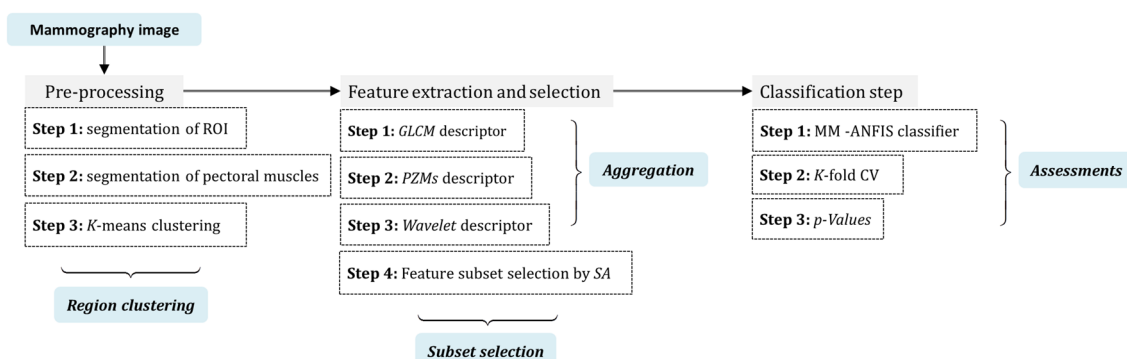 Mammography image
Pre-processing
Step 1: segmentation of ROI
Step 2: segmentation of pectoral muscles
Step 3: K-means clustering
Region clustering
Feature extraction and selection
Step 1: GLCM descriptor
Step 2: PZMs descriptor
Step 3: Wavelet descriptor
Aggregation
Step 4: Feature subset selection by SA
Subset selection
Classification step
Step 1: MM -ANFIS classifier
Step 2: K-fold CV
Step 3: p-Values
Assessments